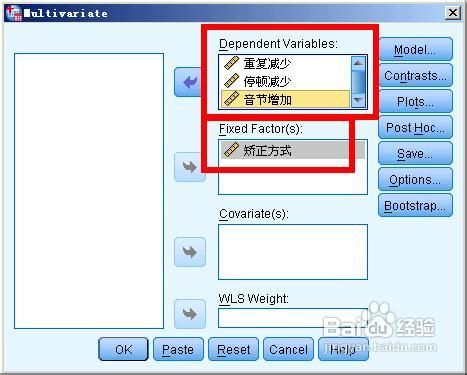 Multivariate
Dependent Variables:
重复减少
停顿减少
音节增加
Fixed Factor(s):
矫正方式
Covariate(s):
WLS Weight:
Model...
Contrasts...
Plots...
Post Hoc...
Save...
Options...
Bootstrap...
OK
Paste
Reset
Cancel
Help
Baidu经验
jingyan.baidu.com